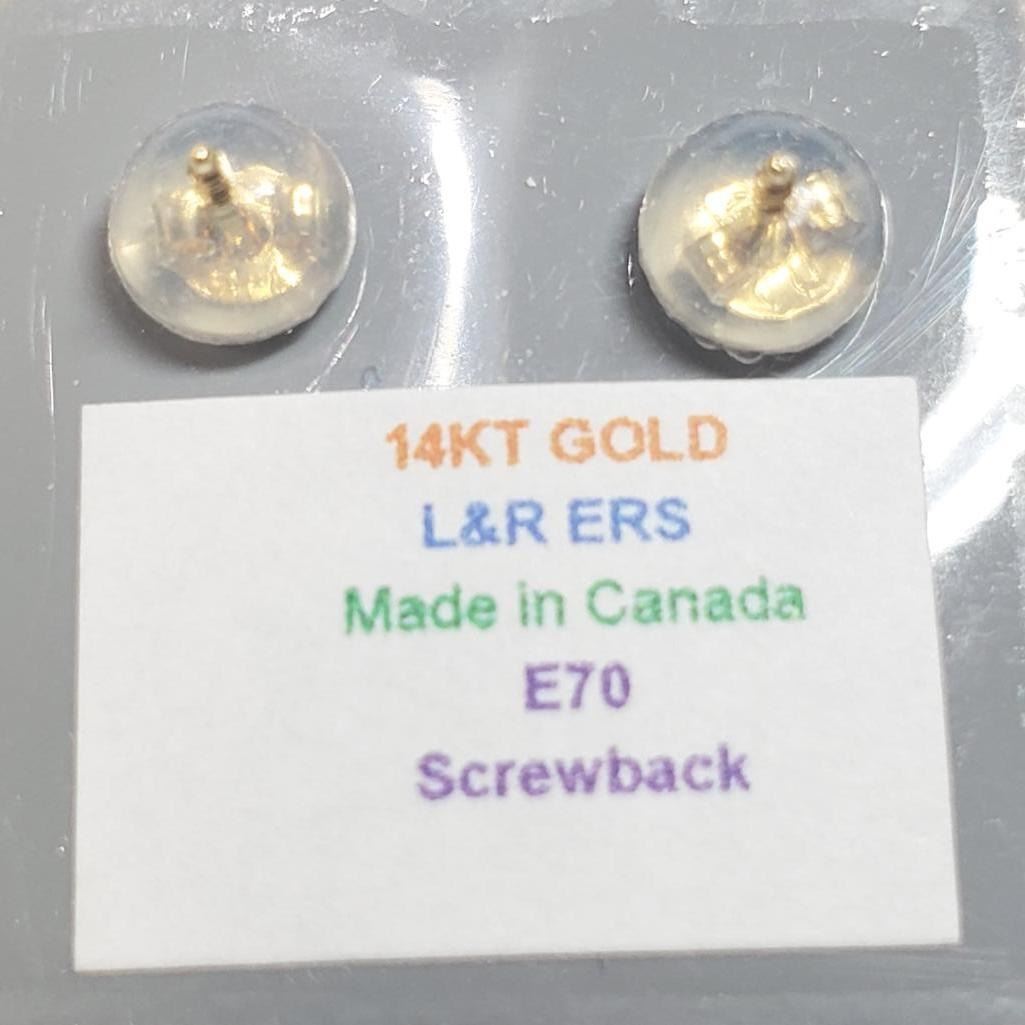 14KT GOLD
L&R ERS
Made in Canada
E70
Screwback